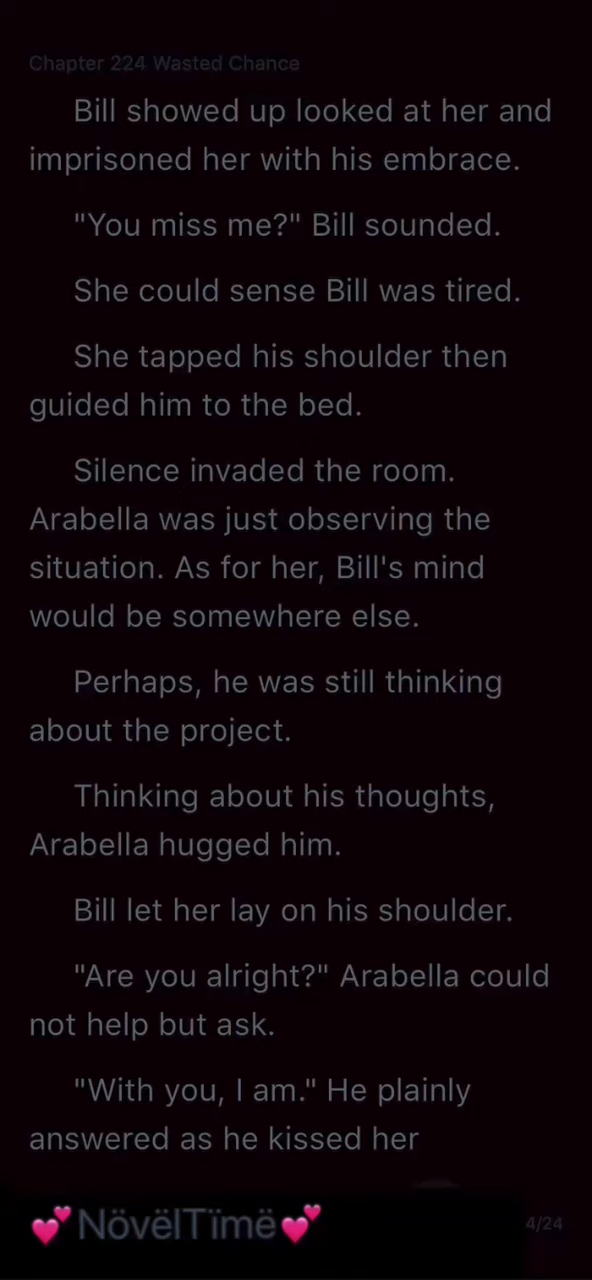 Chapter 224 Wasted Chance
Bill showed up looked at her and
imprisoned her with his embrace.
"You miss me?" Bill sounded.
She could sense Bill was tired.
She tapped his shoulder then
guided him to the bed.
Silence invaded the room.
Arabella was just observing the
situation. As for her, Bill's mind
would be somewhere else.
Perhaps, he was still thinking
about the project.
Thinking about his thoughts,
Arabella hugged him.
Bill let her lay on his shoulder.
"Are you alright?" Arabella could
not help but ask.
"With you, I am." He plainly
answered as he kissed her
💕NövëlTïmë💕
4/24